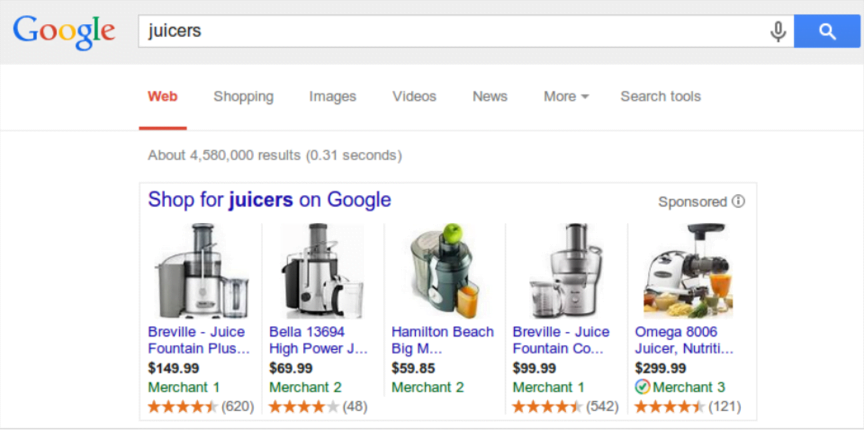 Google
juicers
Web Shopping Images Videos News More Search tools
About 4,580,000 results (0.31 seconds)
Shop for juicers on Google
Sponsored
Breville - Juice
Fountain Plus...
$149.99
Merchant 1
(620)
Bella 13694
High Power J...
$69.99
Merchant 2
(48)
Hamilton Beach
Big M...
$59.85
Merchant 2
Breville - Juice
Fountain Co...
$99.99
Merchant 1
(542)
Omega 8006
Juicer, Nutriti...
$299.99
Merchant 3
(121)